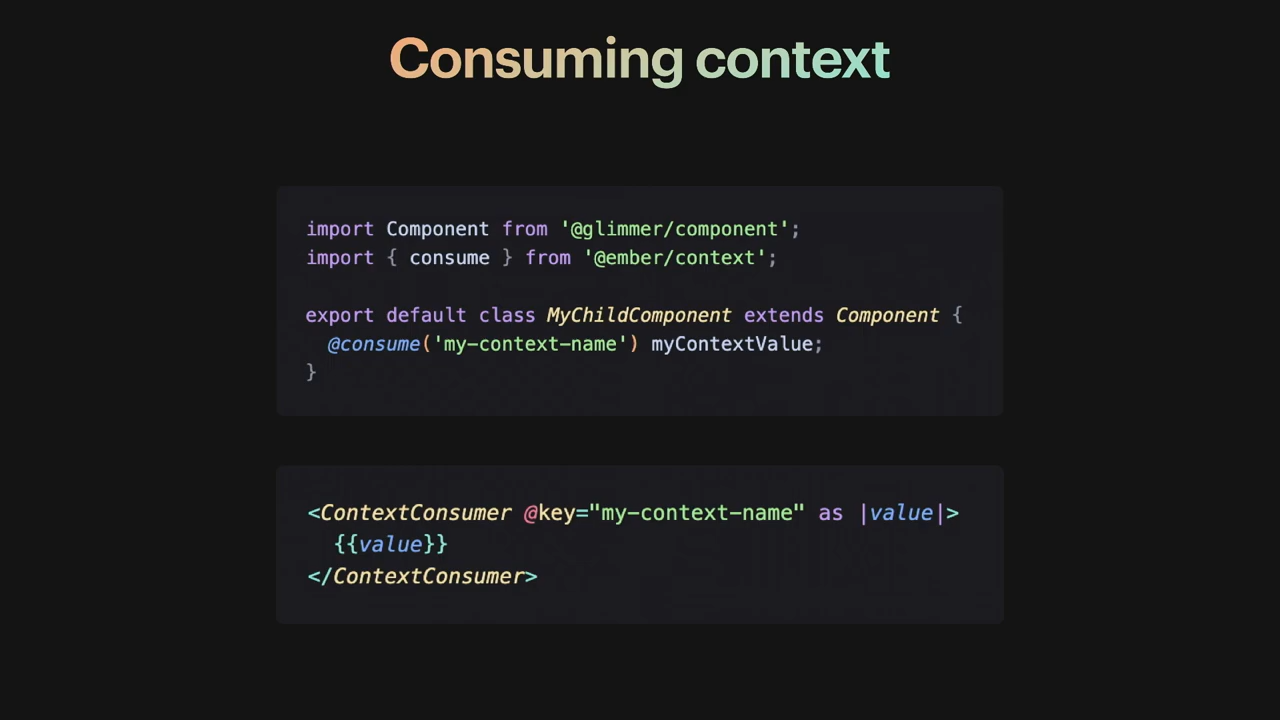 Consuming context
import Component from '@glimmer/component';
import { consume } from '@ember/context';
export default class MyChildComponent extends Component {
@consume('my-context-name') myContextValue;
}
<ContextConsumer @key="my-context-name" as |value|>
{{value}}
</ContextConsumer>